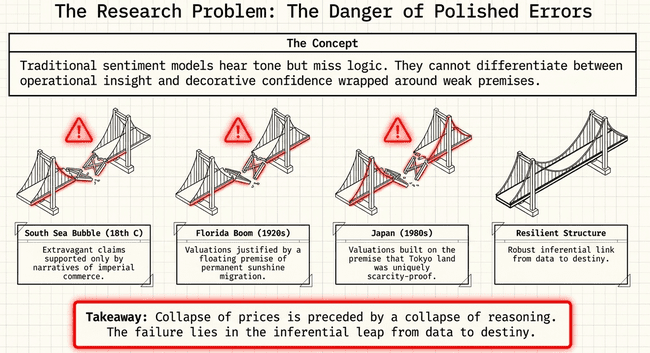 The Research Problem: The Danger of Polished Errors
The Concept
Traditional sentiment models hear tone but miss logic. They cannot differentiate between
operational insight and decorative confidence wrapped around weak premises.
South Sea Bubble (18th C)
Extravagant claims
supported only by
narratives of imperial
commerce.
Florida Boom (1920s)
Valuations justified by a
floating premise of
permanent sunshine
migration.
Japan (1980s)
Valuations built on the
premise that Tokyo land
was uniquely
scarcity-proof.
Resilient Structure
Robust inferential link
from data to destiny.
Takeaway: Collapse of prices is preceded by a collapse of reasoning.
The failure lies in the inferential leap from data to destiny.